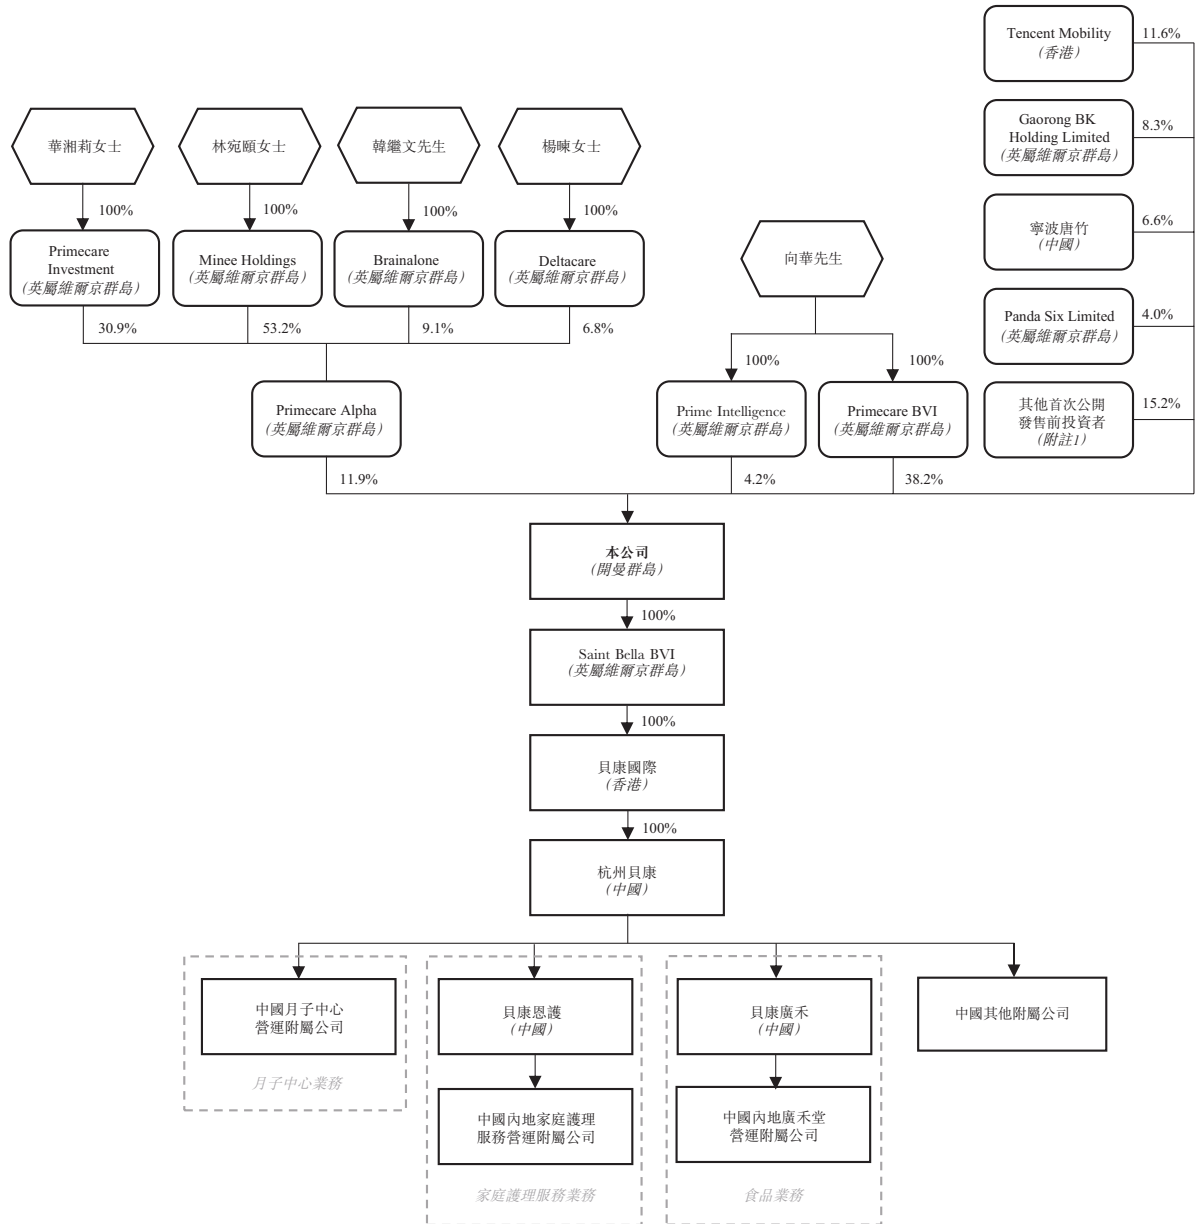 Tencent Mobility
(香港)
11.6%
Gaorong BK
Holding Limited
(英屬維爾京群島)
8.3%
寧波唐竹
(中國)
6.6%
Panda Six Limited
(英屬維爾京群島)
4.0%
其他首次公開
發售前投資者
(附註1)
15.2%
華湘莉女士
林宛頤女士
韓繼文先生
楊暕女士
100%
100%
100%
100%
Primecare
Investment
(英屬維爾京群島)
Minee Holdings
(英屬維爾京群島)
Brainalone
(英屬維爾京群島)
Deltacare
(英屬維爾京群島)
向華先生
30.9%
53.2%
9.1%
6.8%
100%
100%
Primecare Alpha
(英屬維爾京群島)
Prime Intelligence
(英屬維爾京群島)
Primecare BVI
(英屬維爾京群島)
11.9%
4.2%
38.2%
本公司
(開曼群島)
100%
Saint Bella BVI
(英屬維爾京群島)
100%
貝康國際
(香港)
100%
杭州貝康
(中國)
中國月子中心
營運附屬公司
月子中心業務
貝康恩護
(中國)
中國內地家庭護理
服務營運附屬公司
家庭護理服務業務
貝康廣禾
(中國)
中國內地廣禾堂
營運附屬公司
食品業務
中國其他附屬公司